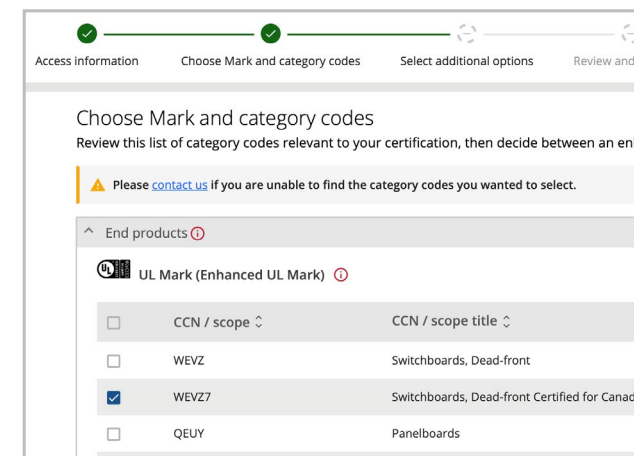 Access information
Choose Mark and category codes
Select additional options
Review and
Choose Mark and category codes
Review this list of category codes relevant to your certification, then decide between an en
Please contact us if you are unable to find the category codes you wanted to select.
End products
UL Mark (Enhanced UL Mark)
CCN / scope
CCN / scope title
WEVZ
Switchboards, Dead-front
WEVZ7
Switchboards, Dead-front Certified for Canad
QEUY
Panelboards